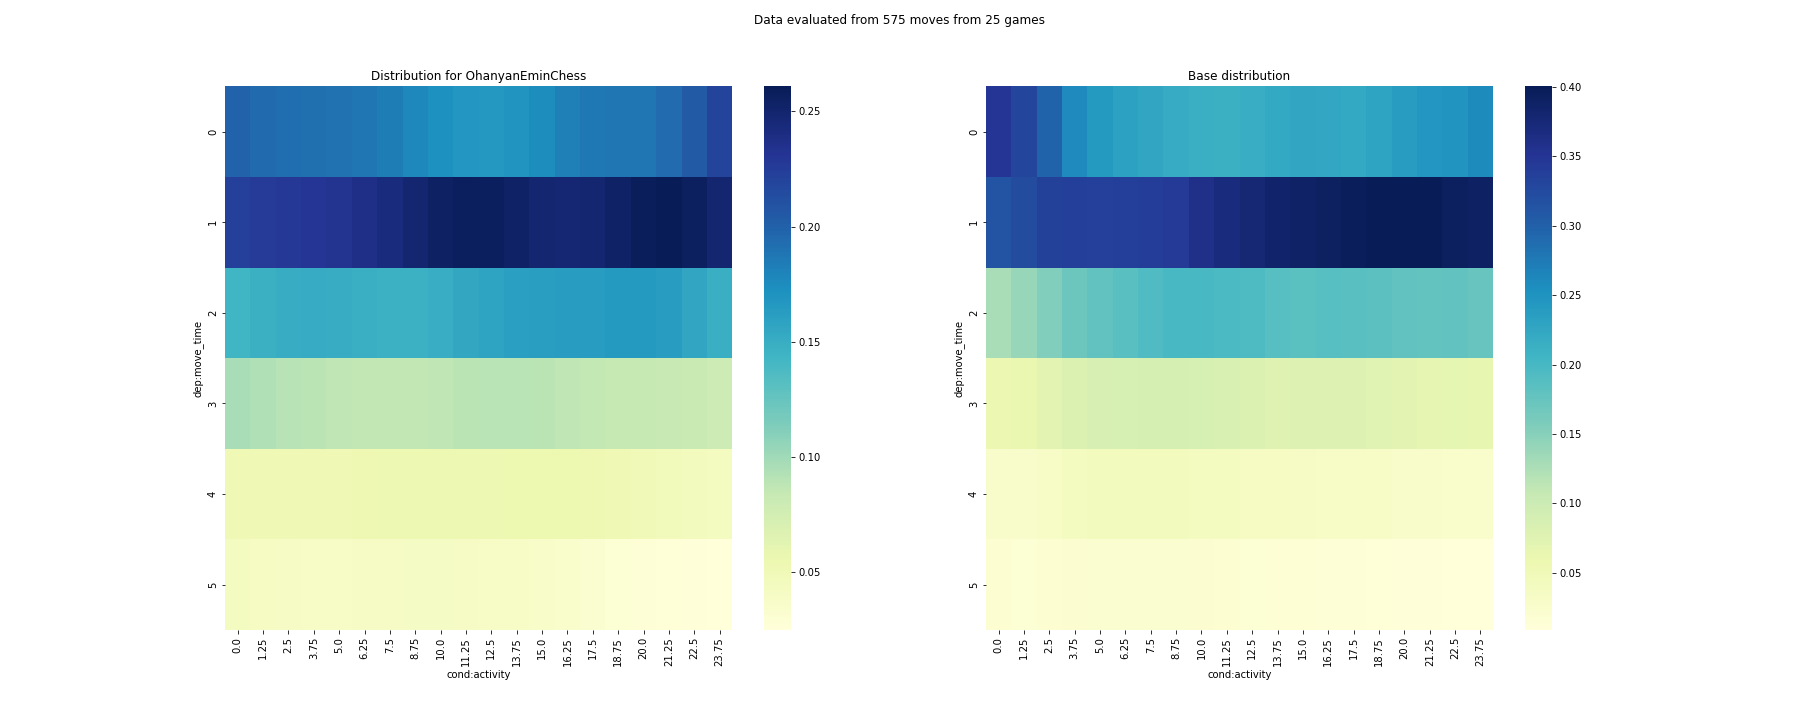 Data evaluated from 575 moves from 25 games
Distribution for OhanyanEminChess
dep:move_time
0
1
2
3
4
5
0.0 1.25 2.5 3.75 5.0 6.25 7.5 8.75 10.0 11.25 12.5 13.75 15.0 16.25 17.5 18.75 20.0 21.25 22.5 23.75
cond:activity
0.25
0.20
0.15
0.10
0.05
Base distribution
dep:move_time
0
1
2
3
4
5
0.0 1.25 2.5 3.75 5.0 6.25 7.5 8.75 10.0 11.25 12.5 13.75 15.0 16.25 17.5 18.75 20.0 21.25 22.5 23.75
cond:activity
0.40
0.35
0.30
0.25
0.20
0.15
0.10
0.05